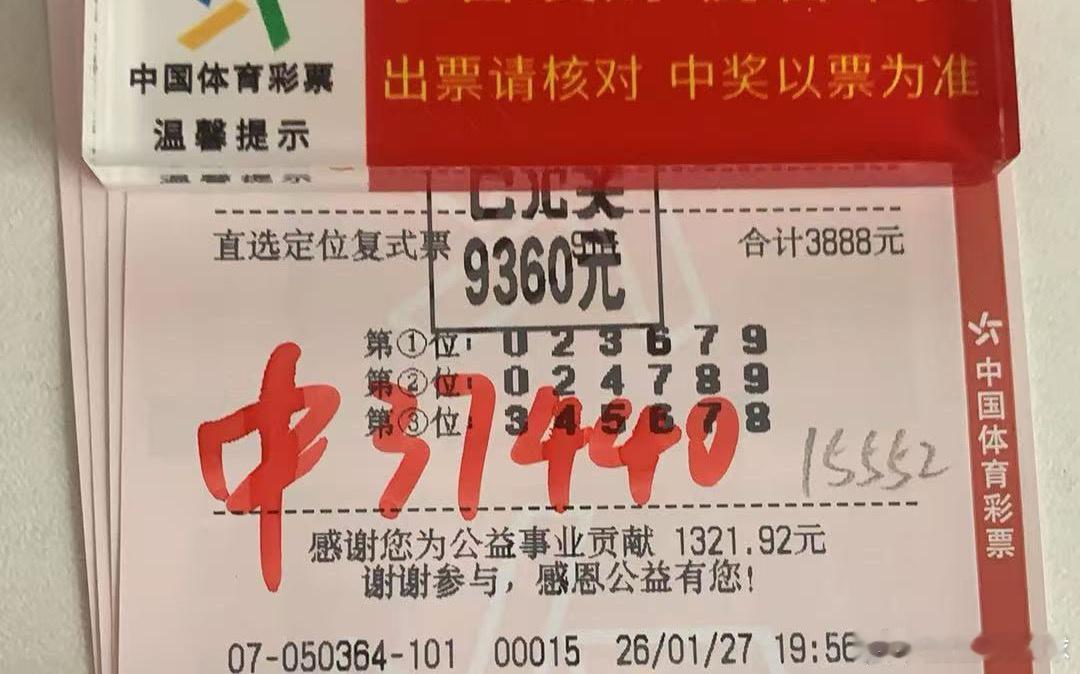 中国体育彩票
温馨提示
出票请核对 中奖以票为准
已兑奖
9360元
直选定位复式票
合计3888元
第①位: 0 2 3 6 7 9
第②位: 0 2 4 7 8 9
第③位: 3 4 5 6 7 8
中37440
15552
感谢您为公益事业贡献 1321.92元
谢谢参与,感恩公益有您!
07-050364-101 00015 26/01/27 19:56
中国体育彩票